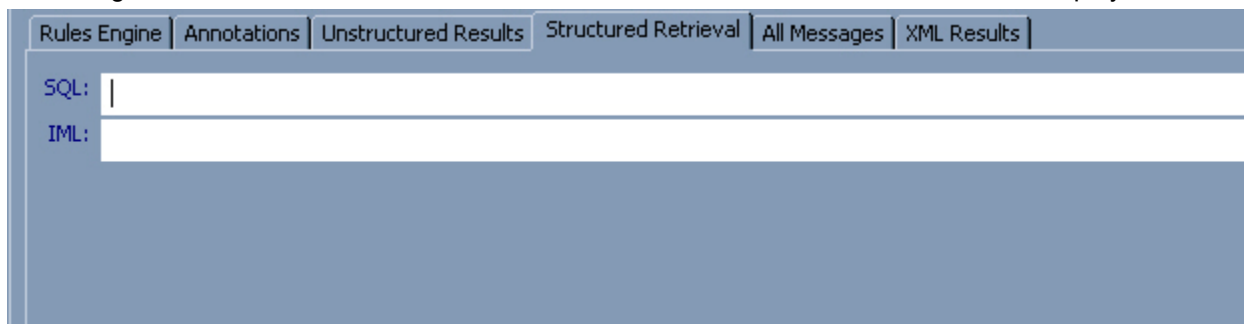 Rules Engine Annotations Unstructured Results Structured Retrieval All Messages XML Results
SQL:
IML: